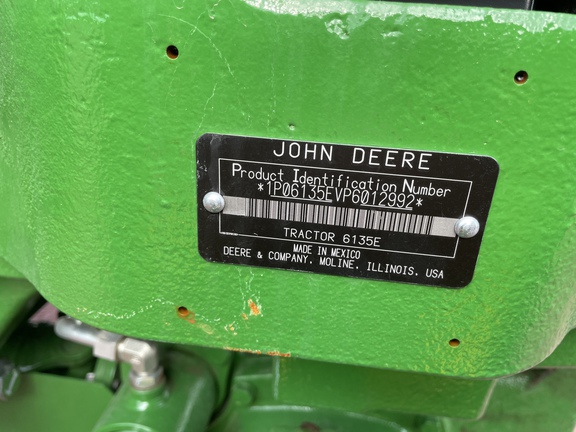 JOHN DEERE
Product Identification Number
*1P06135EVP6012992*
TRACTOR 6135E
MADE IN MEXICO
DEERE & COMPANY, MOLINE, ILLINOIS, USA